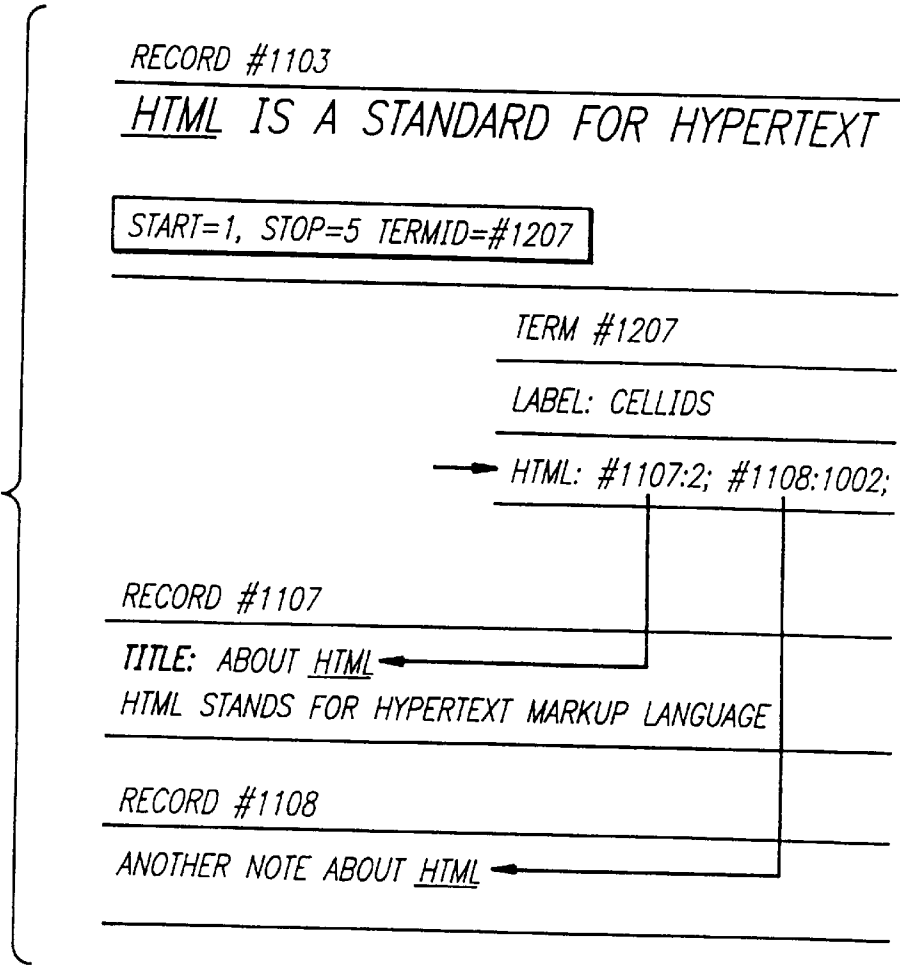 RECORD #1103
HTML IS A STANDARD FOR HYPERTEXT
START=1, STOP=5 TERMID=#1207
TERM #1207
LABEL: CELLIDS
HTML: #1107:2; #1108:1002;
RECORD #1107
TITLE: ABOUT HTML
HTML STANDS FOR HYPERTEXT MARKUP LANGUAGE
RECORD #1108
ANOTHER NOTE ABOUT HTML